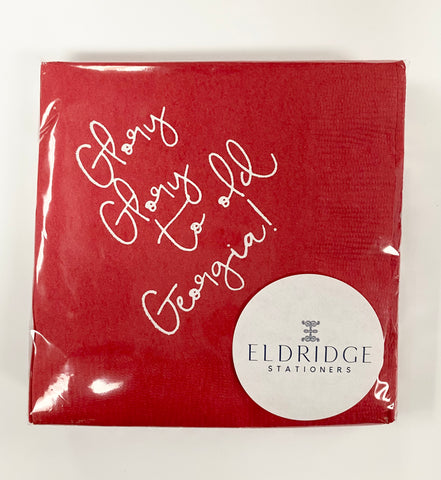 Glory
Glory
to old
Georgia!
ELDRIDGE
STATIONERS